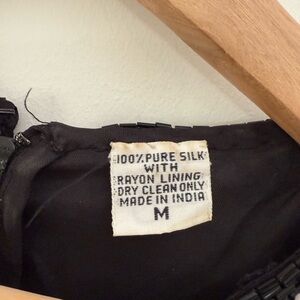 100% PURE SILK
WITH
RAYON LINING
DRY CLEAN ONLY
MADE IN INDIA
M